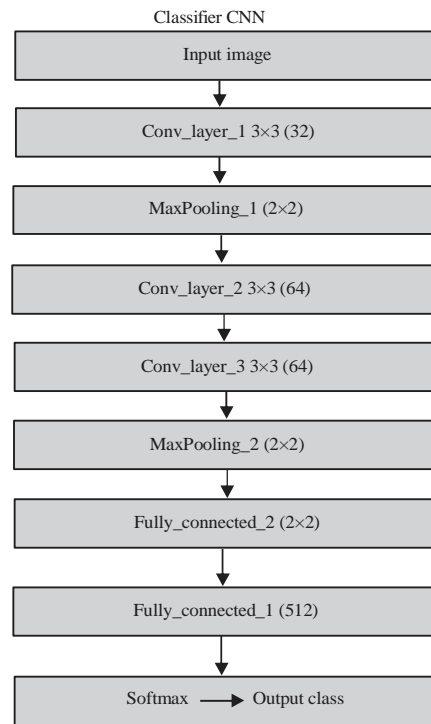 Classifier CNN
Input image
Conv_layer_1 3×3 (32)
MaxPooling_1 (2×2)
Conv_layer_2 3×3 (64)
Conv_layer_3 3×3 (64)
MaxPooling_2 (2×2)
Fully_connected_2 (2×2)
Fully_connected_1 (512)
Softmax → Output class